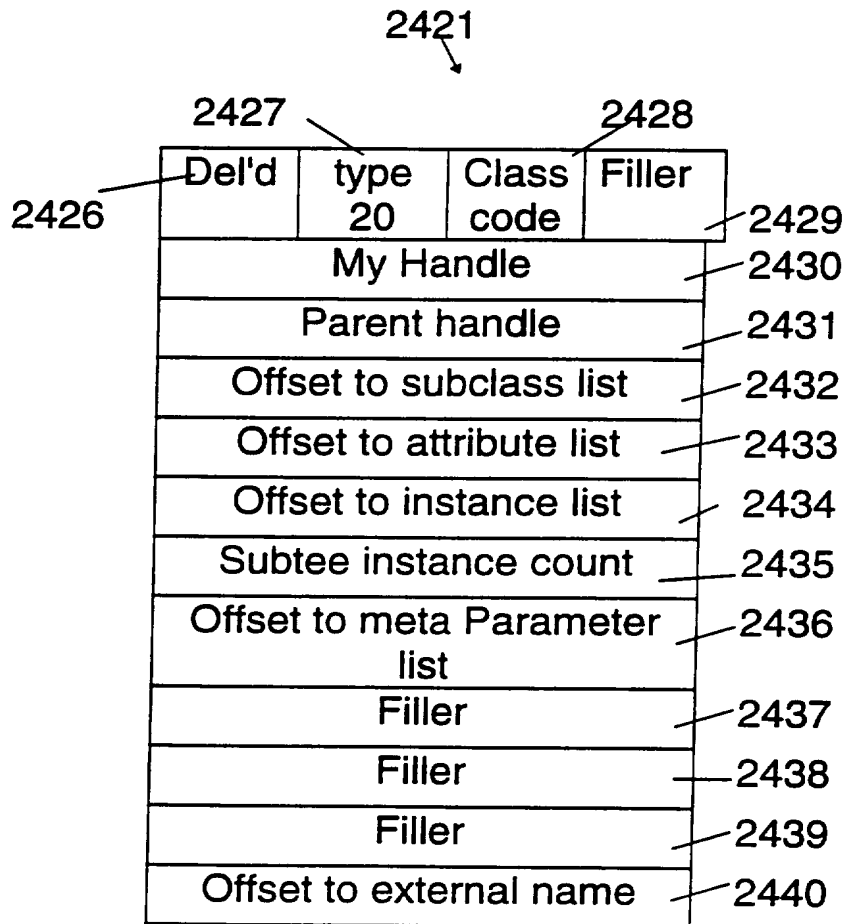 2421
2427 2428
Del'd type Class Filler
2426 20 code 2429
My Handle 2430
Parent handle 2431
Offset to subclass list 2432
Offset to attribute list 2433
Offset to instance list 2434
Subtee instance count 2435
Offset to meta Parameter 2436
list
Filler 2437
Filler 2438
Filler 2439
Offset to external name 2440